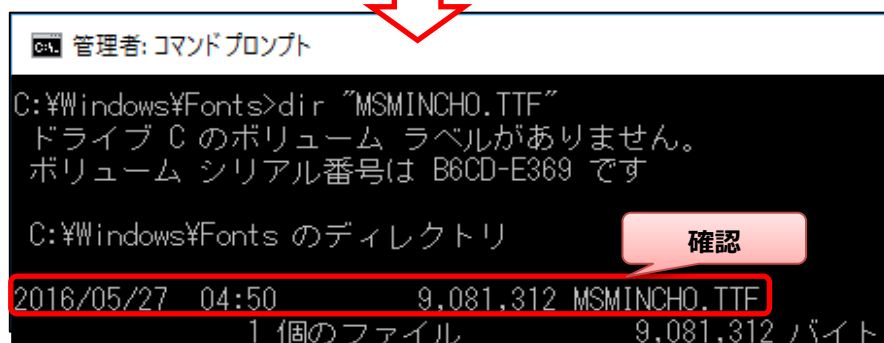 管理者: コマンド プロンプト
C:¥Windows¥Fonts>dir "MSMINCHO.TTF"
ドライブ C のボリューム ラベルがありません。
ボリューム シリアル番号は B6CD-E369 です
C:¥Windows¥Fonts のディレクトリ
確認
2016/05/27  04:50         9,081,312 MSMINCHO.TTF
1 個のファイル           9,081,312 バイト